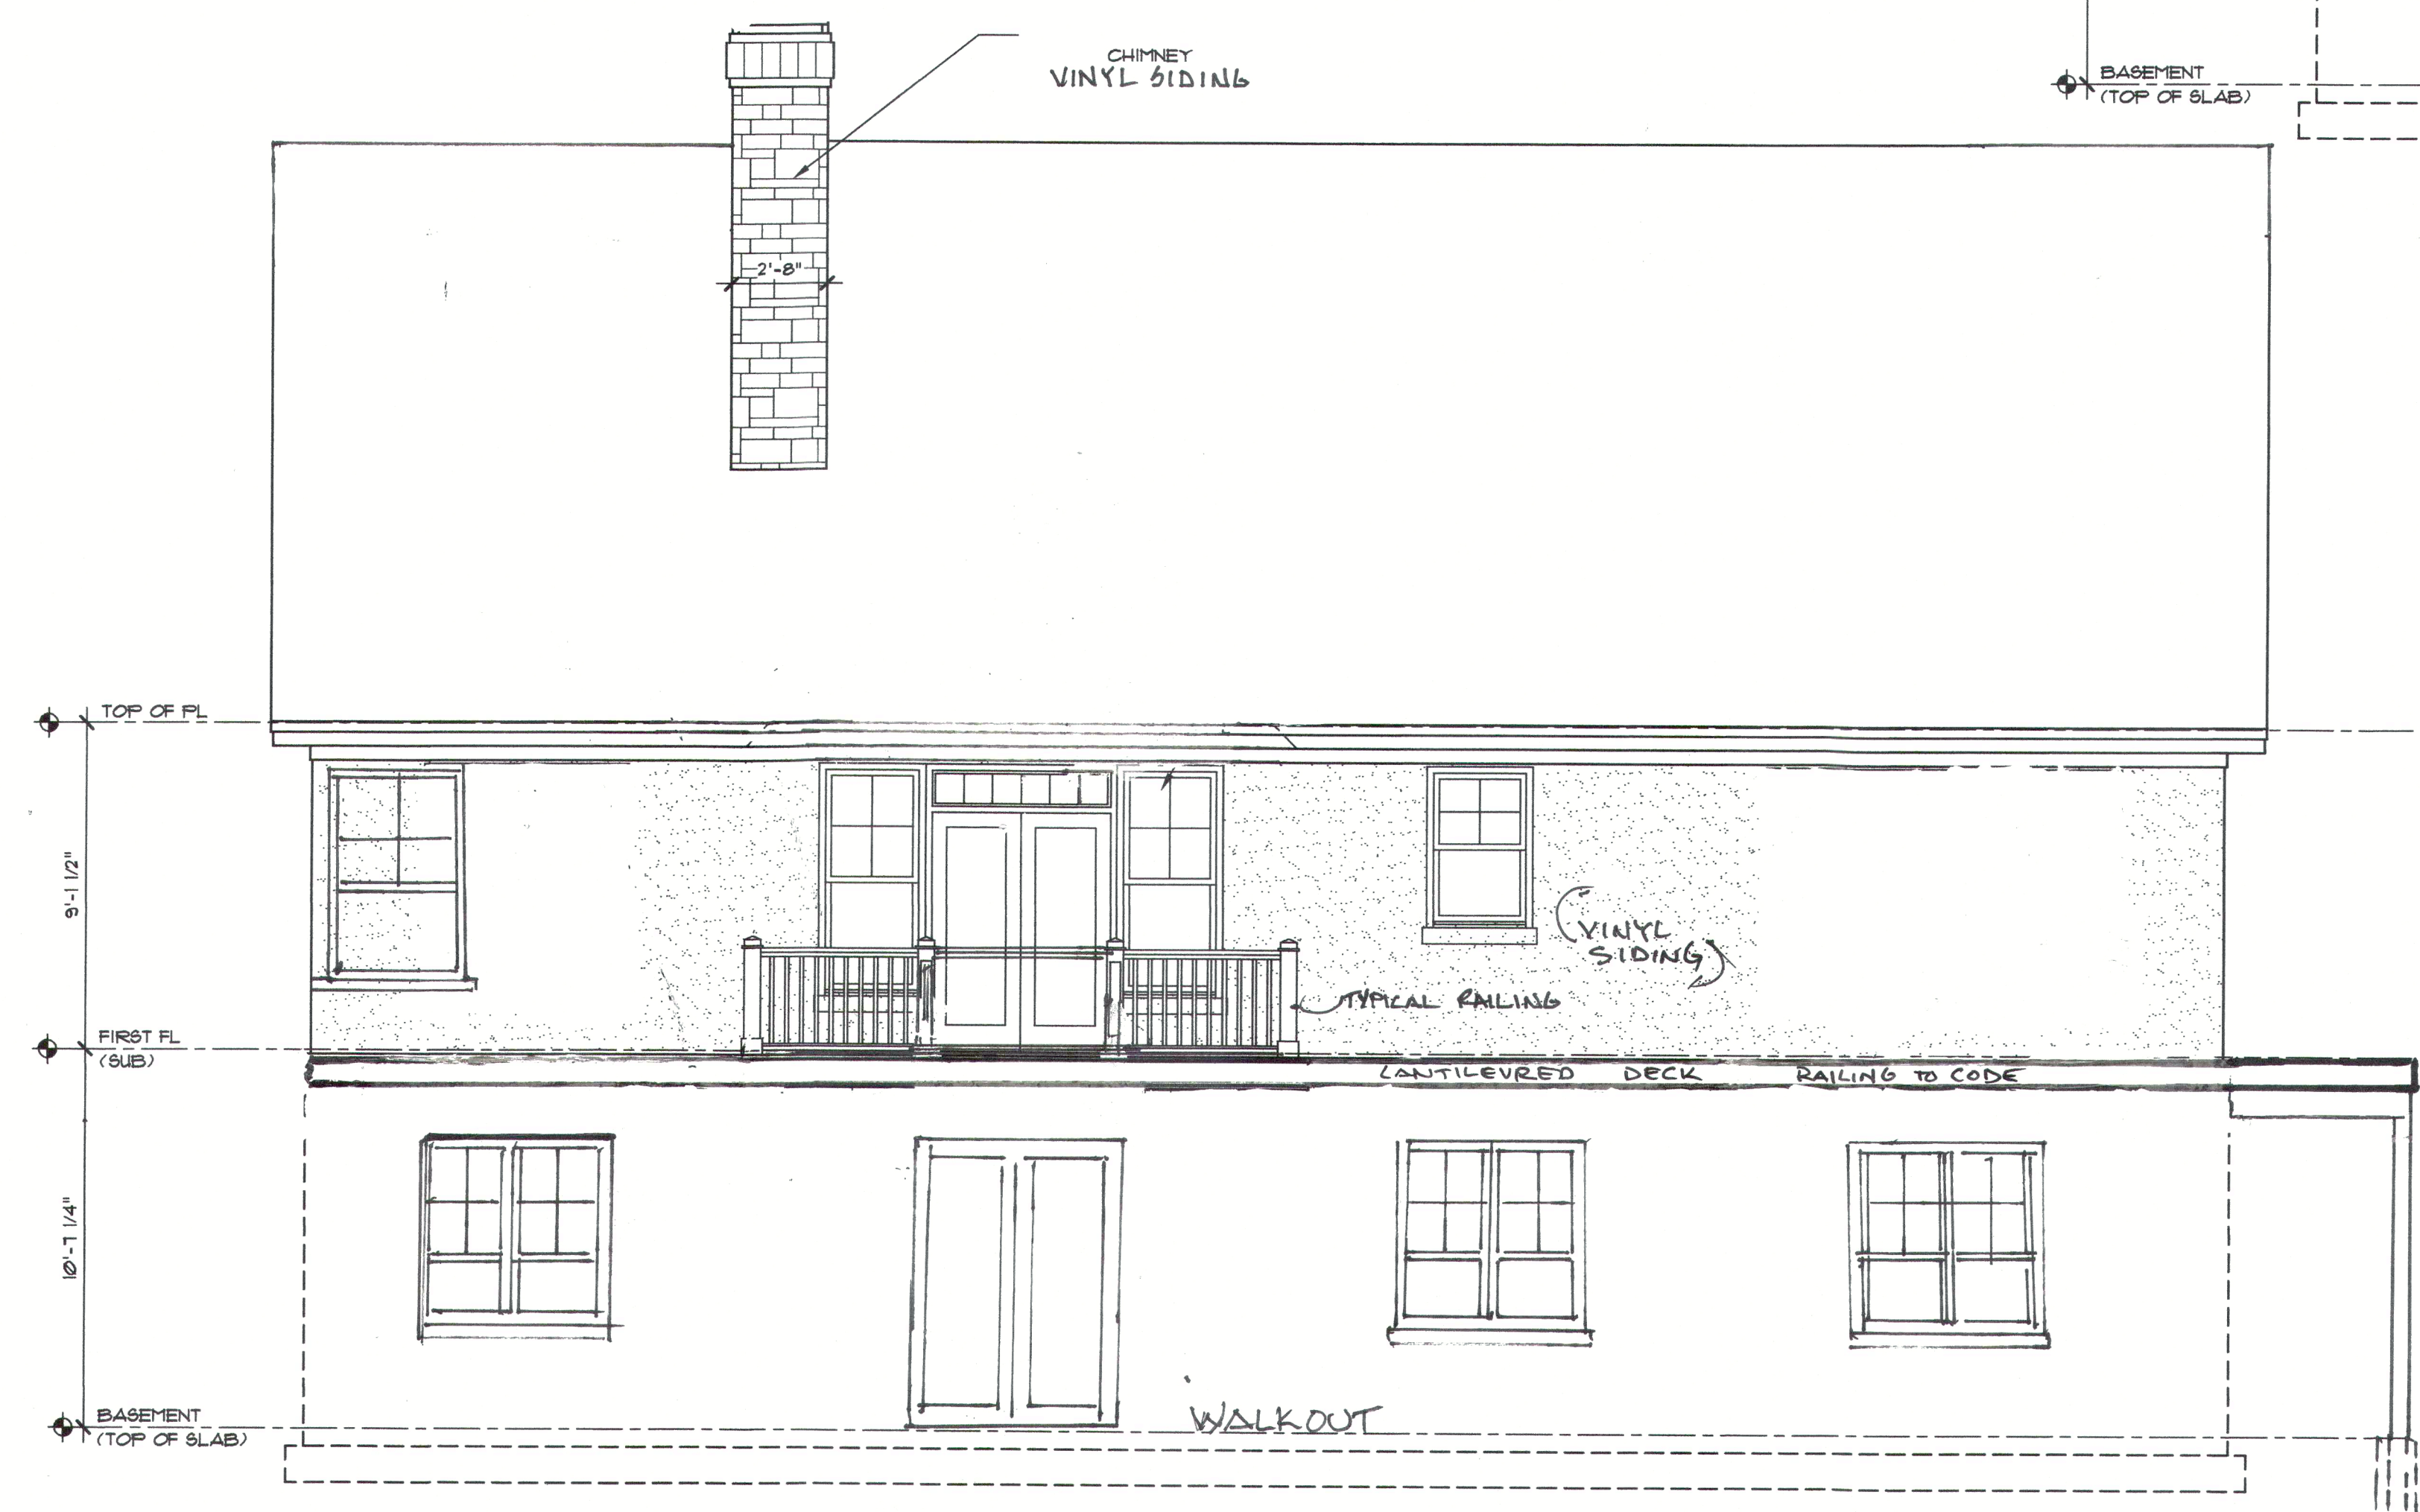 CHIMNEY
VINYL SIDING
BASEMENT
(TOP OF SLAB)
2'-8"
TOP OF PL
9'-1 1/2"
VINYL
SIDING
TYPICAL RAILING
FIRST FL
(SUB)
CANTILEVRED DECK RAILING TO CODE
10'-7 1/4"
WALKOUT
BASEMENT
(TOP OF SLAB)